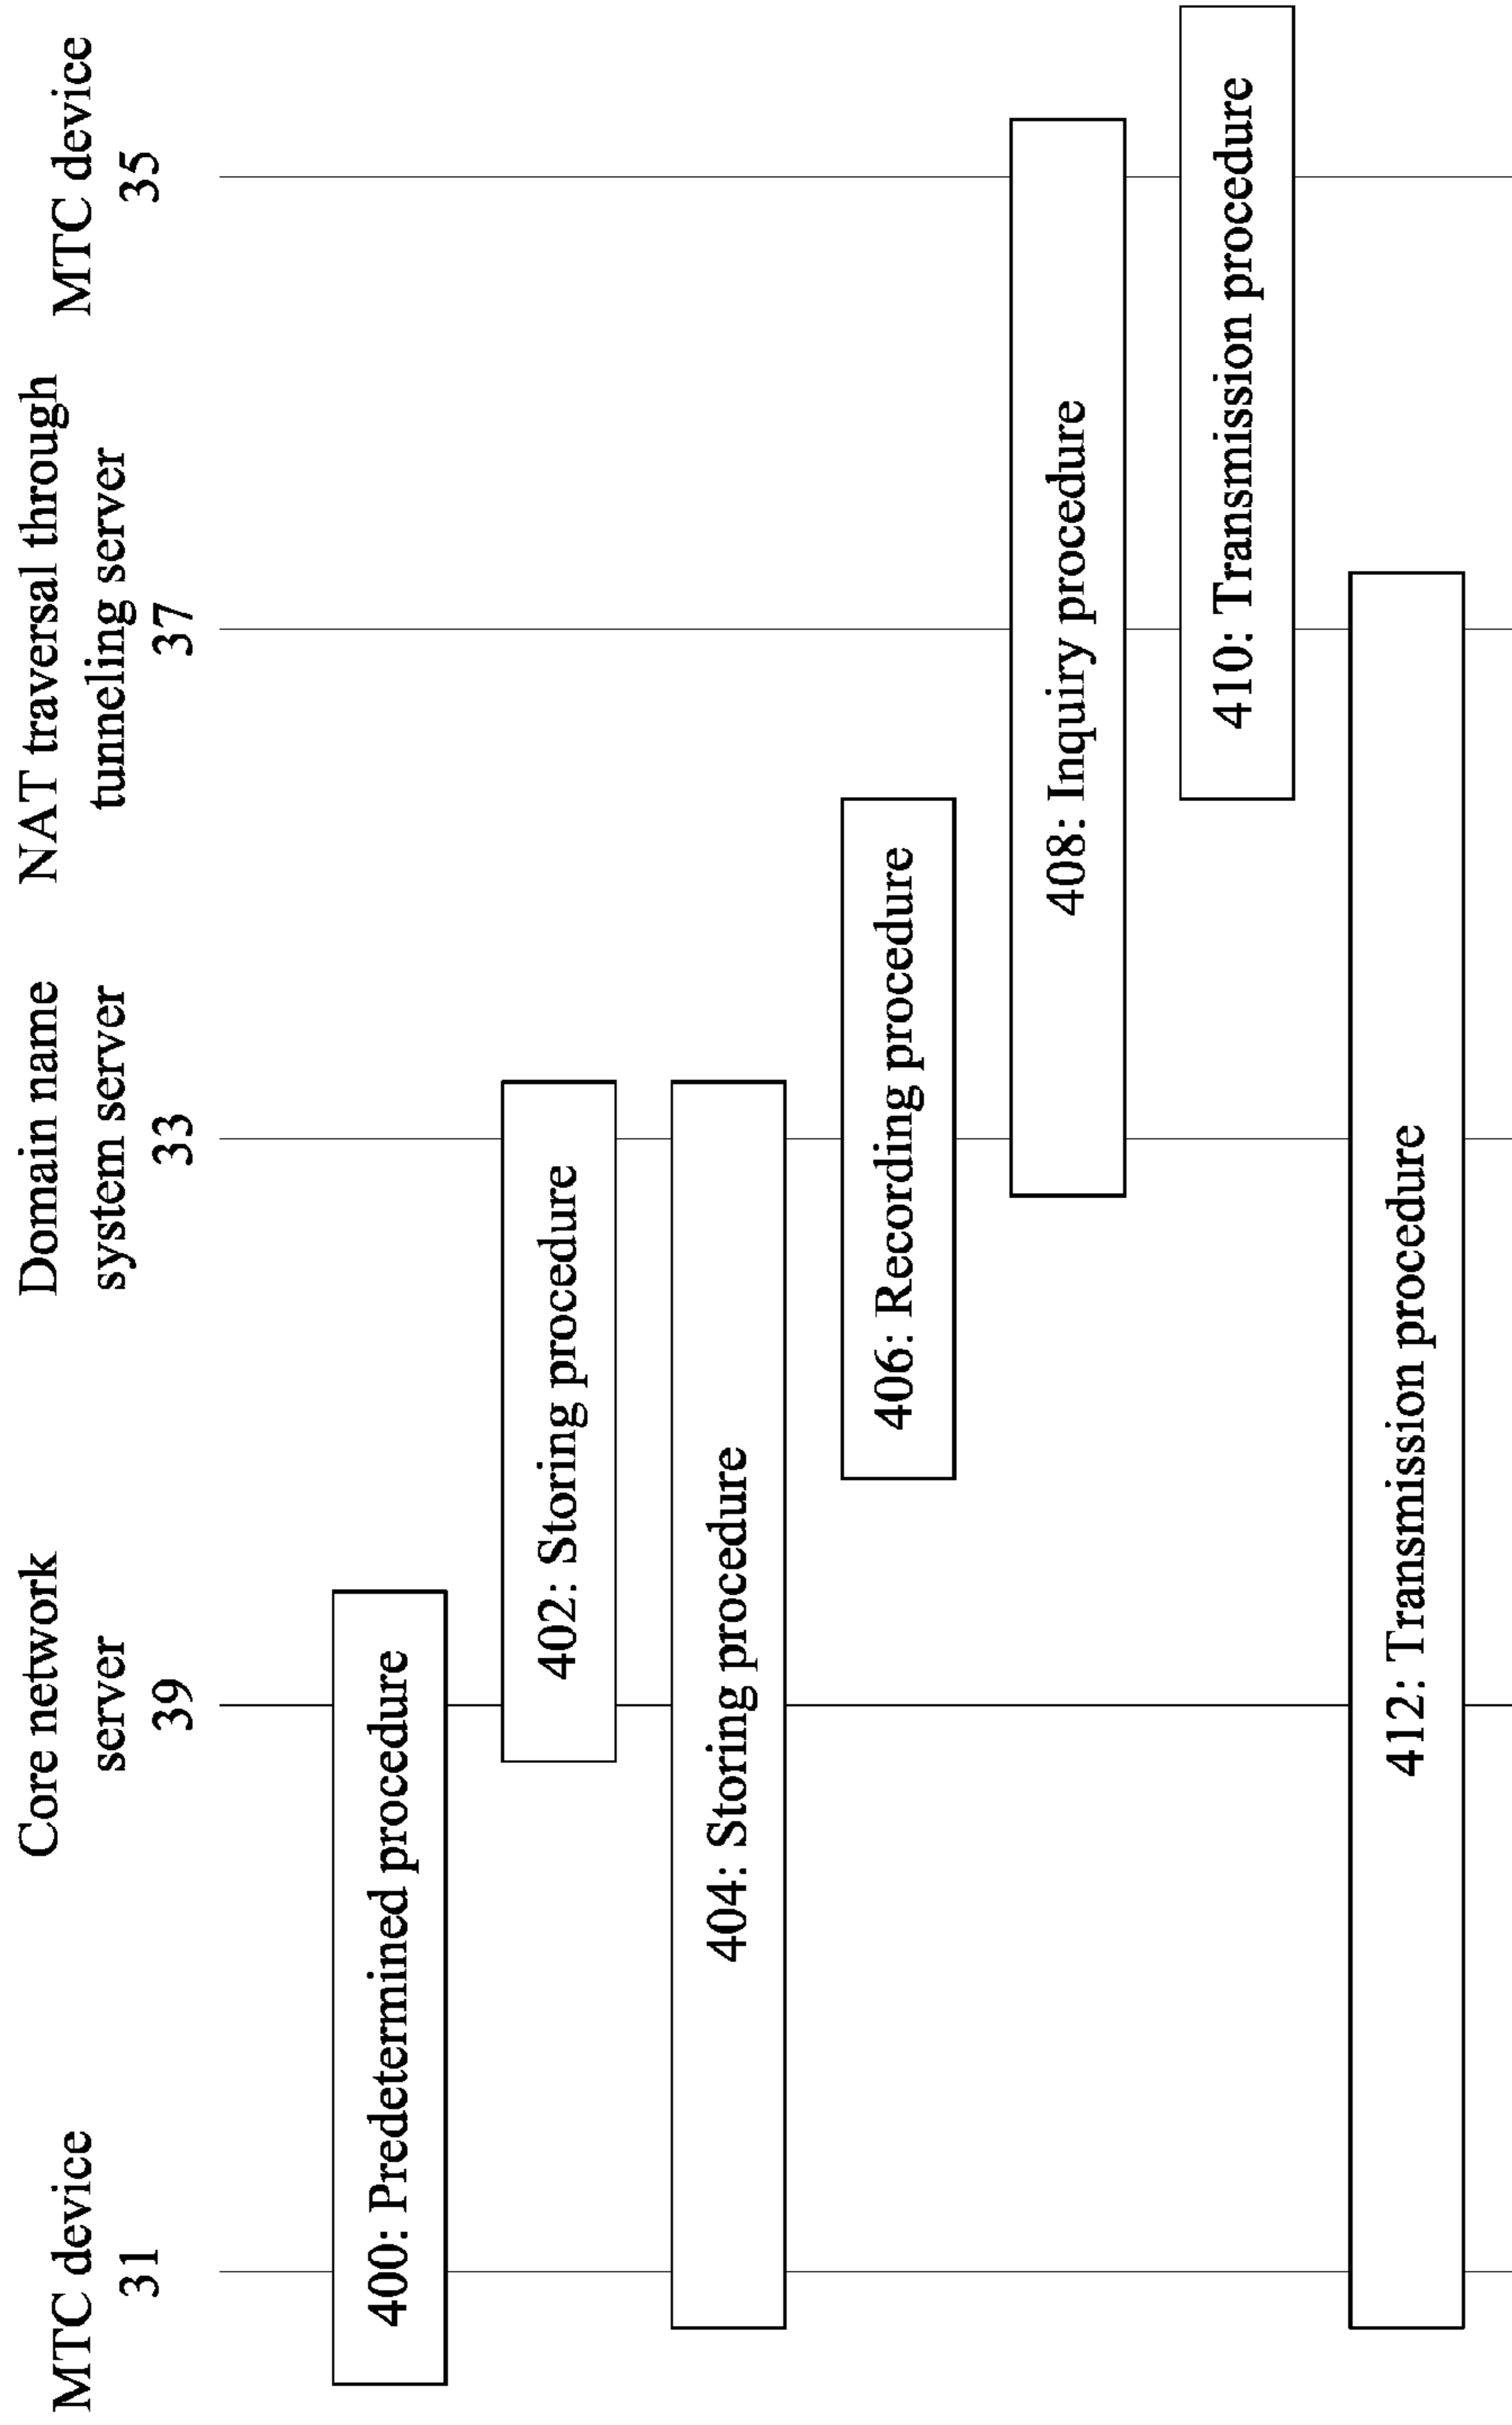 MTC device
31
Core network
server
39
Domain name
system server
33
NAT traversal through
tunneling server
37
MTC device
35
400: Predetermined procedure
402: Storing procedure
404: Storing procedure
406: Recording procedure
408: Inquiry procedure
410: Transmission procedure
412: Transmission procedure